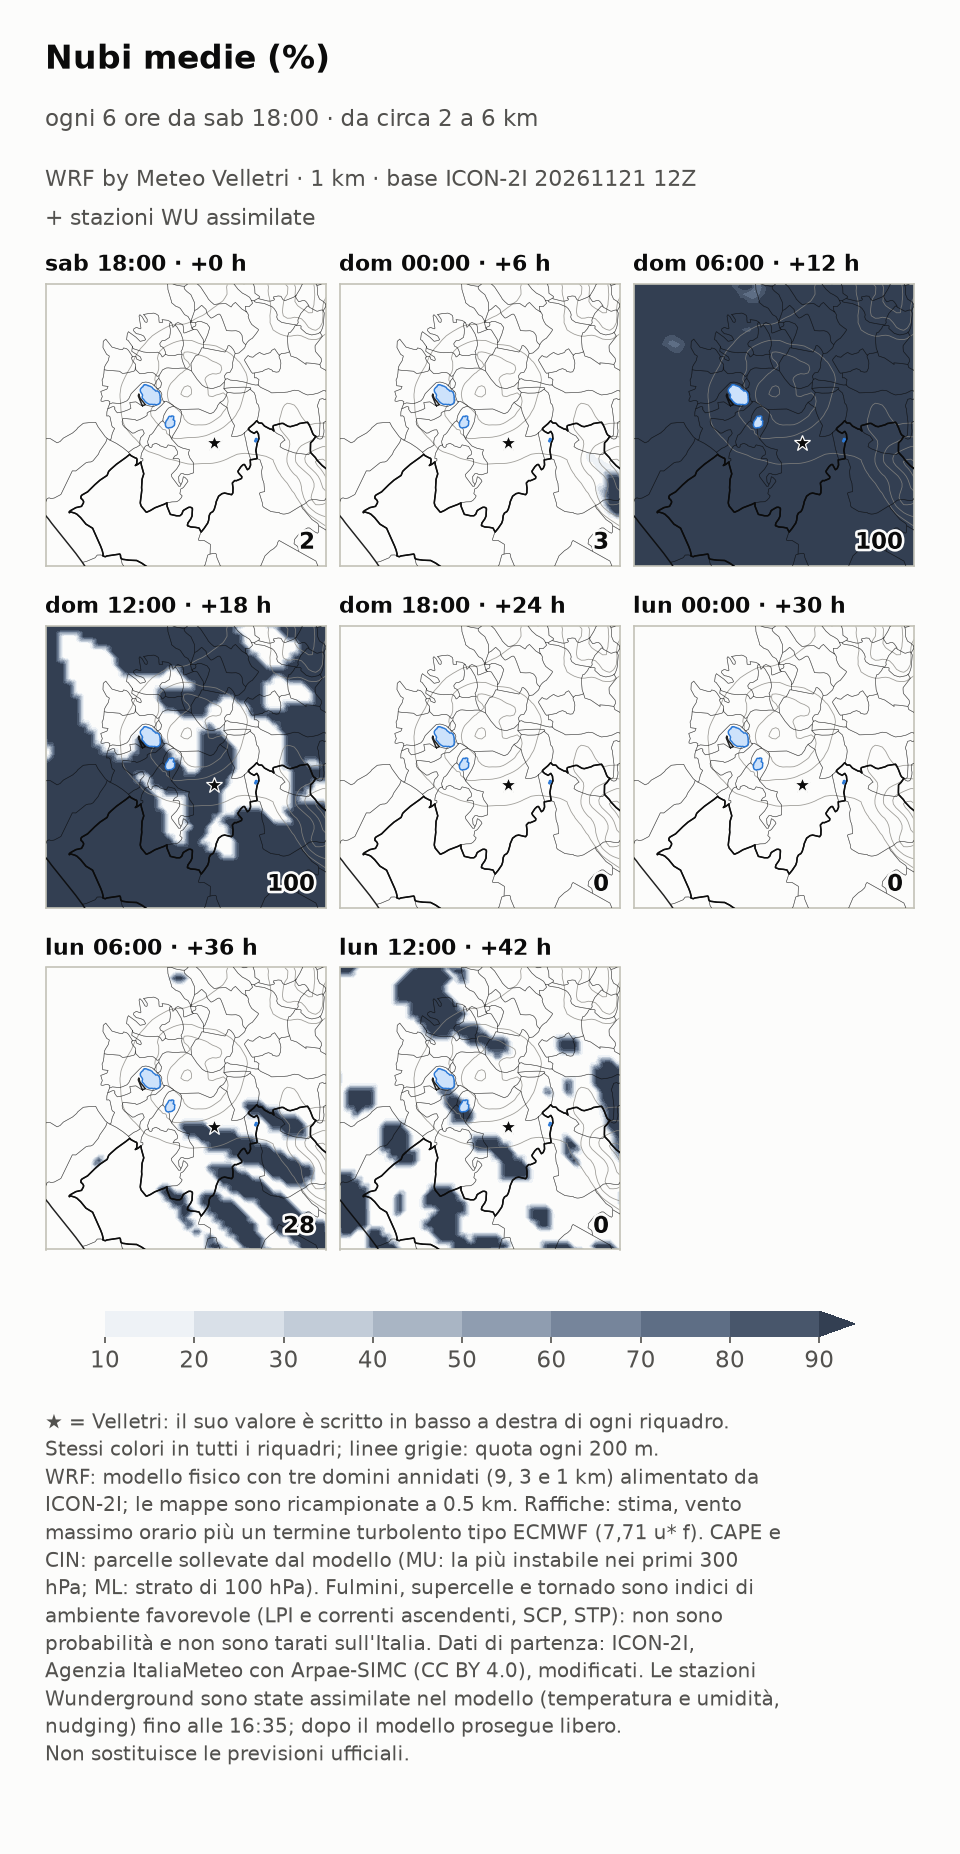 Nubi medie (%)
ogni 6 ore da sab 18:00 · da circa 2 a 6 km
WRF by Meteo Velletri · 1 km · base ICON-2I 20261121 12Z
+ stazioni WU assimilate
sab 18:00 · +0 h
dom 00:00 · +6 h
dom 06:00 · +12 h
2
3
100
dom 12:00 · +18 h
dom 18:00 · +24 h
lun 00:00 · +30 h
100
0
0
lun 06:00 · +36 h
lun 12:00 · +42 h
28
0
10 20 30 40 50 60 70 80 90
★ = Velletri: il suo valore è scritto in basso a destra di ogni riquadro.
Stessi colori in tutti i riquadri; linee grigie: quota ogni 200 m.
WRF: modello fisico con tre domini annidati (9, 3 e 1 km) alimentato da
ICON-2I; le mappe sono ricampionate a 0.5 km. Raffiche: stima, vento
massimo orario più un termine turbolento tipo ECMWF (7,71 u* f). CAPE e
CIN: parcelle sollevate dal modello (MU: la più instabile nei primi 300
hPa; ML: strato di 100 hPa). Fulmini, supercelle e tornado sono indici di
ambiente favorevole (LPI e correnti ascendenti, SCP, STP): non sono
probabilità e non sono tarati sull'Italia. Dati di partenza: ICON-2I,
Agenzia ItaliaMeteo con Arpae-SIMC (CC BY 4.0), modificati. Le stazioni
Wunderground sono state assimilate nel modello (temperatura e umidità,
nudging) fino alle 16:35; dopo il modello prosegue libero.
Non sostituisce le previsioni ufficiali.